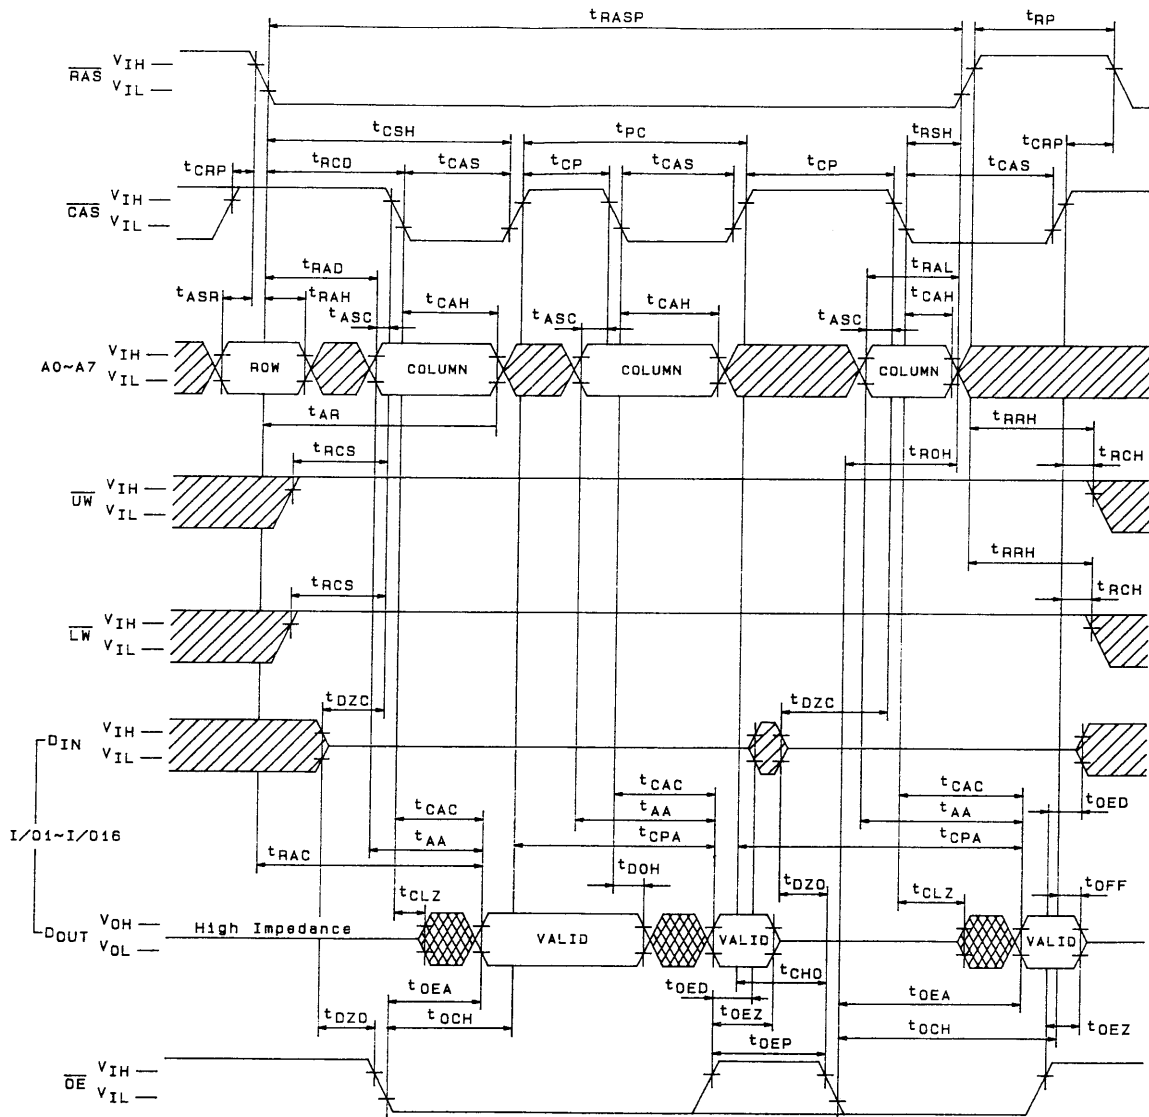 tRASP
tRP
RAS
VIH
VIL
tCSH
tPC
tRSH
tCRP
tRCD
tCAS
tCP
tCAS
tCP
tCAS
tCRP
CAS
VIH
VIL
tRAD
tRAL
tASR
tRAH
tASC
tCAH
tASC
tCAH
tASC
tCAH
A0~A7
VIH
VIL
ROW
COLUMN
COLUMN
COLUMN
tAR
tRRH
tRCS
tROH
tRCH
UW
VIH
VIL
tRRH
tRCS
tRCH
LW
VIH
VIL
tDZC
tDZC
DIN
VIH
VIL
tCAC
tCAC
tCAC
tOED
tAA
tAA
tAA
I/O1~I/O16
tRAC
tCPA
tCPA
tDOH
tDZO
tCLZ
tCLZ
tOFF
DOUT
VOH
VOL
High Impedance
VALID
VALID
VALID
tOEA
tOED
tCHO
tOEA
tDZO
tOCH
tOEZ
tOCH
tOEZ
tOEP
OE
VIH
VIL